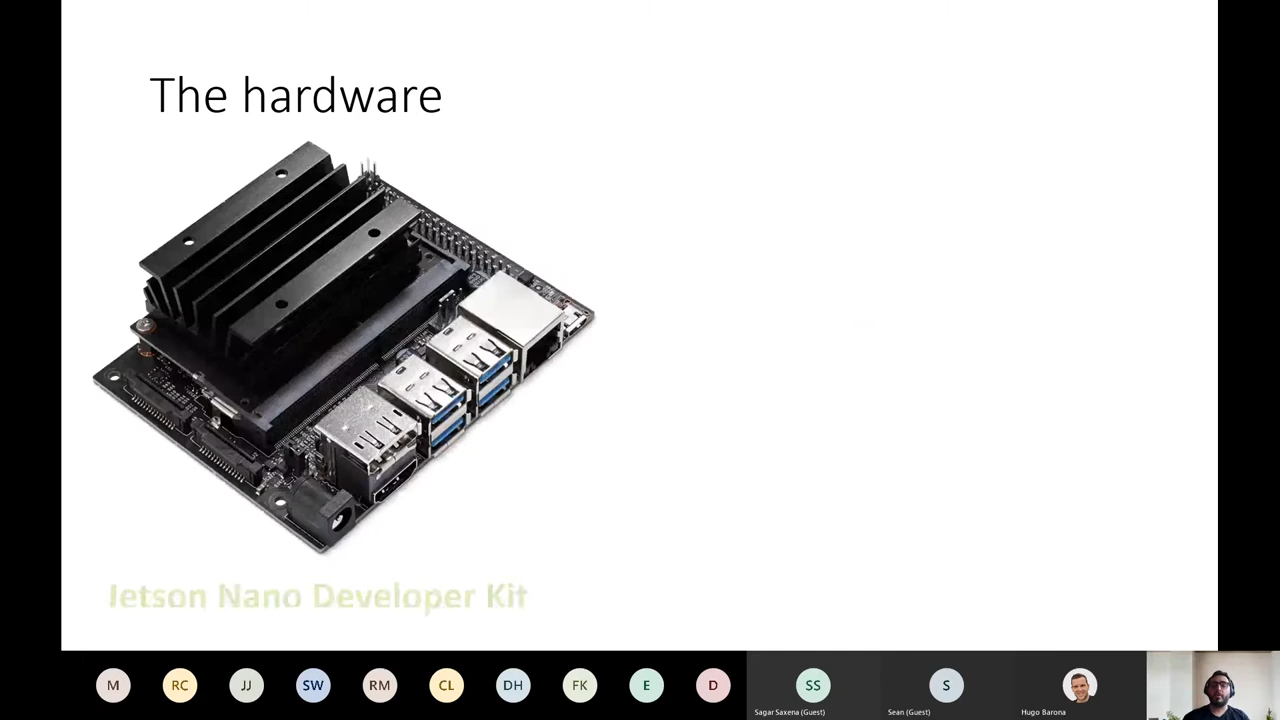 The hardware
Jetson Nano Developer Kit
M RC JJ SW RM CL DH FK E D SS S
Sagar Saxena (Guest) Sean (Guest) Hugo Barona